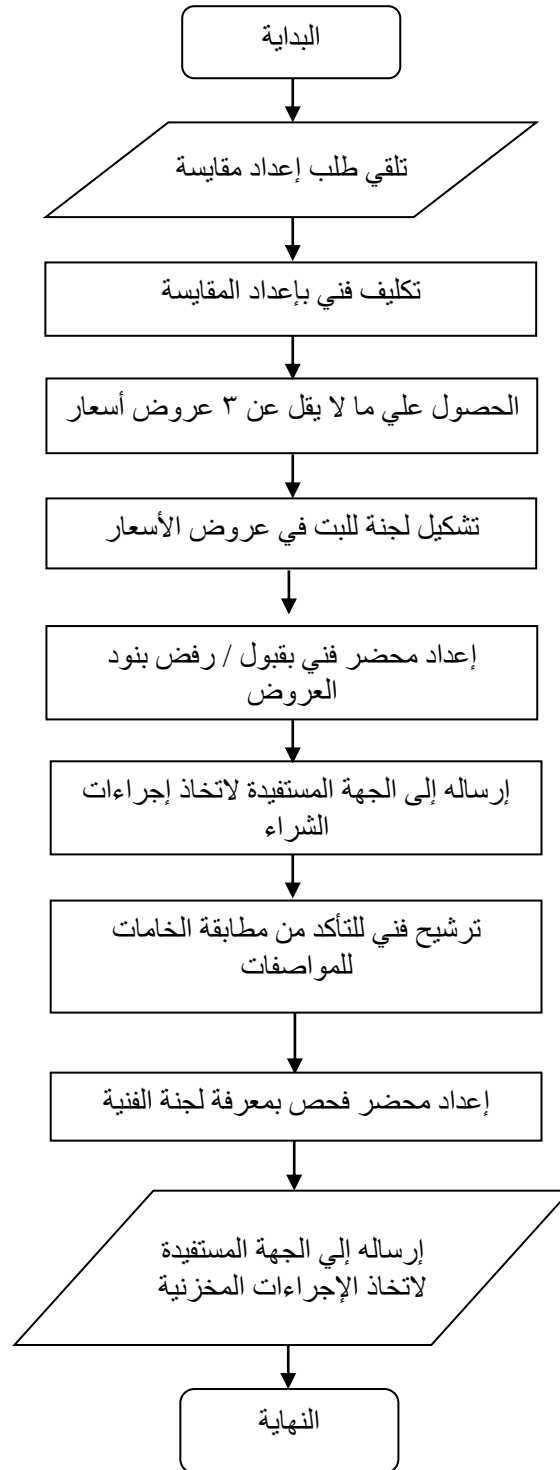 البداية
تلقي طلب إعداد مقايسة
تكليف فني بإعداد المقايسة
الحصول علي ما لا يقل عن ٣ عروض أسعار
تشكيل لجنة للبت في عروض الأسعار
إعداد محضر فني بقبول / رفض بنود
العروض
إرساله إلى الجهة المستفيدة لاتخاذ إجراءات
الشراء
ترشيح فني للتأكد من مطابقة الخامات
للمواصفات
إعداد محضر فحص بمعرفة لجنة الفنية
إرساله إلي الجهة المستفيدة
لاتخاذ الإجراءات المخزنية
النهاية